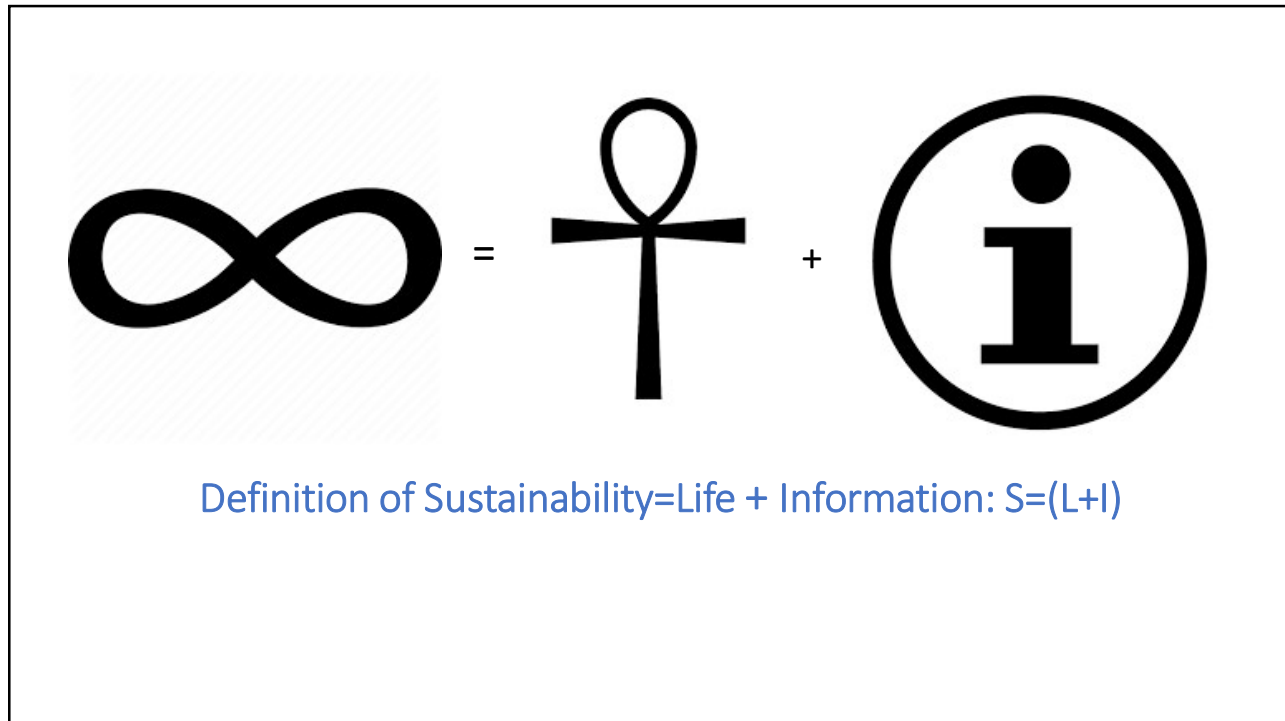 ∞ = ☥ + i
Definition of Sustainability=Life + Information: S=(L+I)